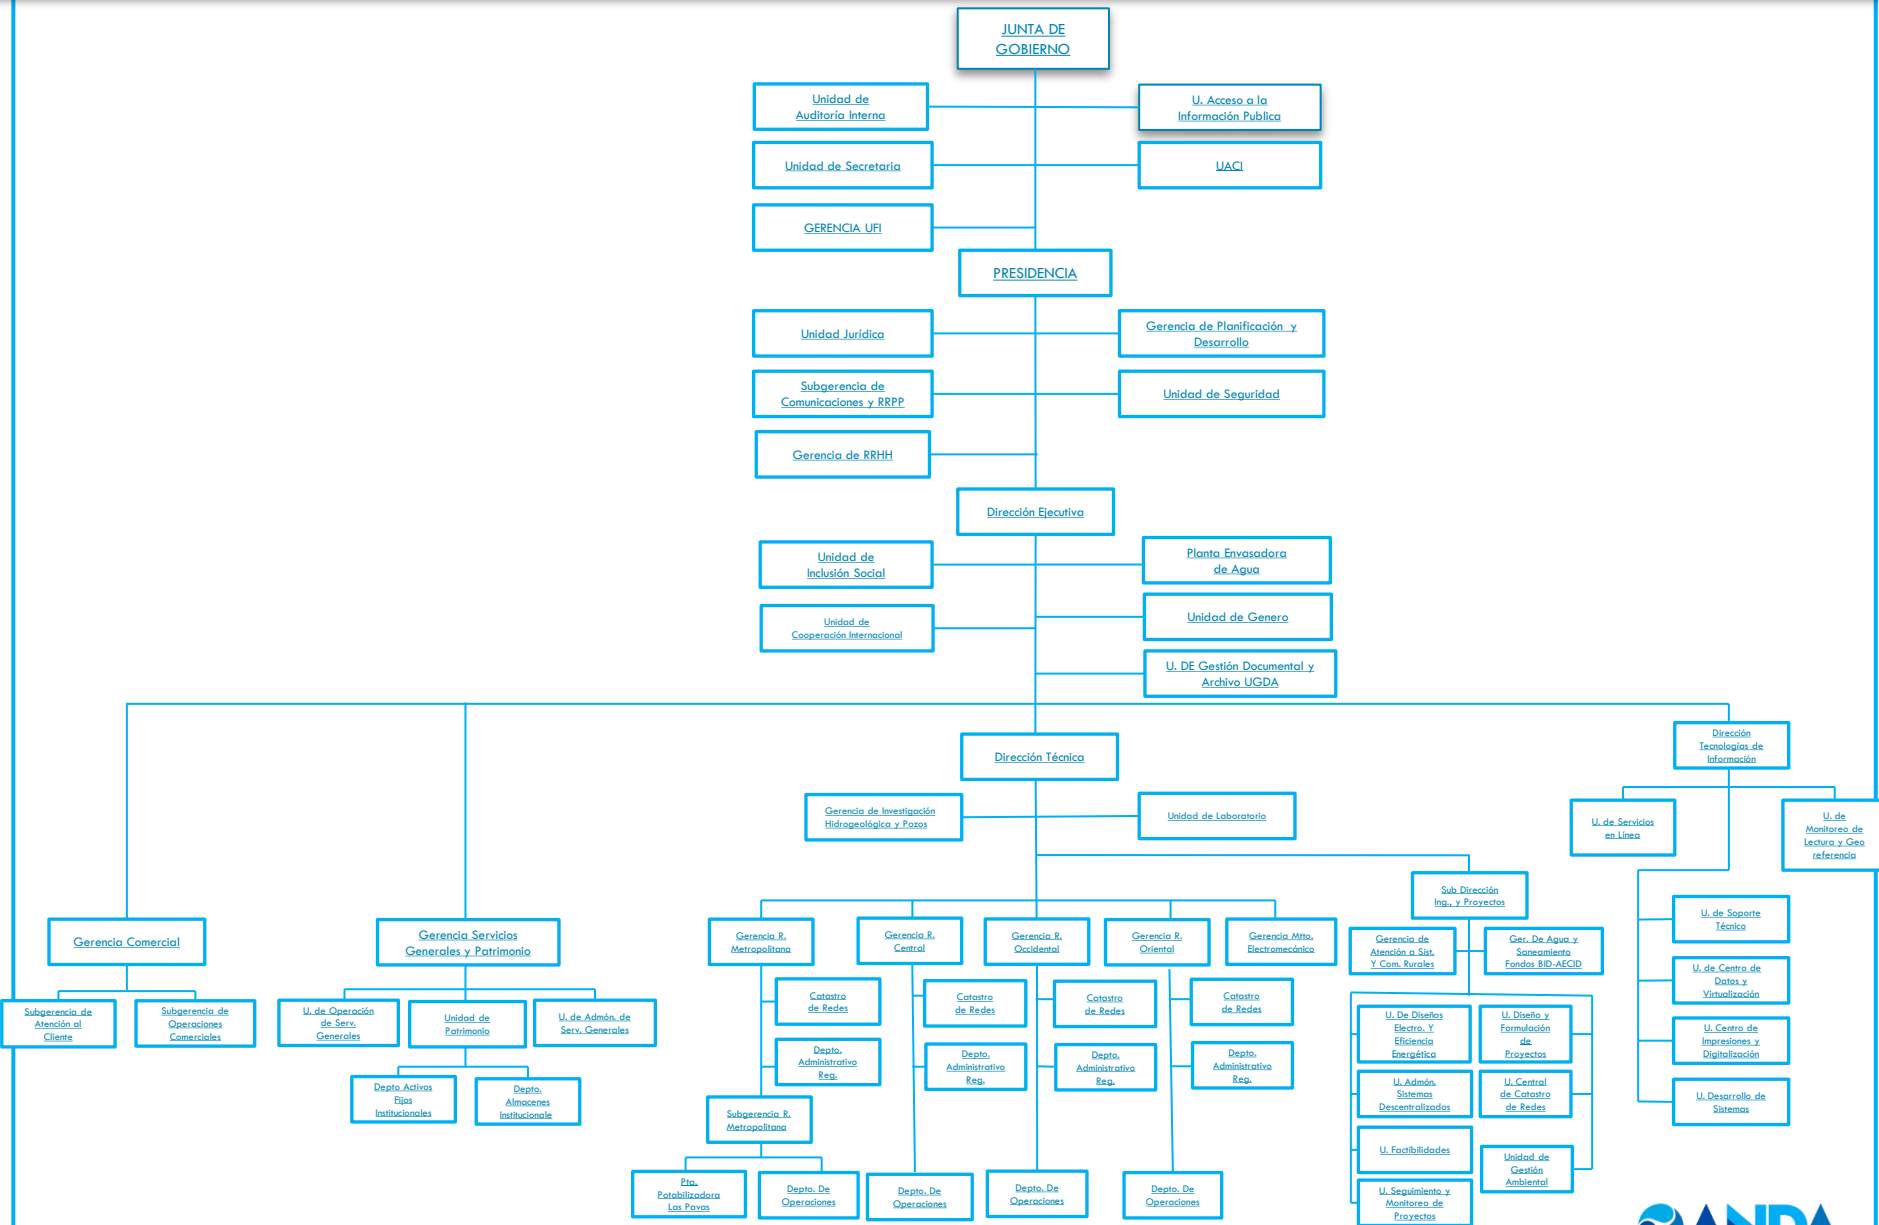 JUNTA DE
GOBIERNO
Unidad de
Auditoría Interna
U. Acceso a la
Información Publica
Unidad de Secretaria
UACI
GERENCIA UFI
PRESIDENCIA
Unidad Jurídica
Gerencia de Planificación y
Desarrollo
Subgerencia de
Comunicaciones y RRPP
Unidad de Seguridad
Gerencia de RRHH
Dirección Ejecutiva
Unidad de
Inclusión Social
Planta Envasadora
de Agua
Unidad de
Cooperación Internacional
Unidad de Genero
U. DE Gestión Documental y
Archivo UGDA
Dirección Técnica
Dirección
Tecnologías de
Información
Gerencia de Investigación
Hidrogeológica y Pozos
Unidad de Laboratorio
U. de Servicios
en Línea
U. de
Monitoreo de
Lectura y Geo
referencia
Sub Dirección
Ing., y Proyectos
Gerencia Comercial
Gerencia Servicios
Generales y Patrimonio
Gerencia R.
Metropolitana
Gerencia R.
Central
Gerencia R.
Occidental
Gerencia R.
Oriental
Gerencia Mtto.
Electromecánico
Gerencia de
Atención a Sist.
Y Com. Rurales
Ger. De Agua y
Saneamiento
Fondos BID-AECID
U. de Soporte
Técnico
U. de Centro de
Datos y
Virtualización
U. Centro de
Impresiones y
Digitalización
U. Desarrollo de
Sistemas
Subgerencia de
Atención al
Cliente
Subgerencia de
Operaciones
Comerciales
U. de Operación
de Serv.
Generales
Unidad de
Patrimonio
U. de Admón. de
Serv. Generales
Catastro
de Redes
Catastro
de Redes
Catastro
de Redes
Catastro
de Redes
U. De Diseños
Electro. Y
Eficiencia
Energética
U. Diseño y
Formulación
de
Proyectos
Depto.
Administrativo
Reg.
Depto.
Administrativo
Reg.
Depto.
Administrativo
Reg.
Depto.
Administrativo
Reg.
U. Admón.
Sistemas
Descentralizados
U. Central
de Catastro
de Redes
Depto Activos
Fijos
Institucionales
Depto.
Almacenes
Institucionale
Subgerencia R.
Metropolitana
U. Factibilidades
Unidad de
Gestión
Ambiental
Pta.
Potabilizadora
Las Pavas
Depto. De
Operaciones
Depto. De
Operaciones
Depto. De
Operaciones
Depto. De
Operaciones
U. Seguimiento y
Monitoreo de
Proyectos
ANDA